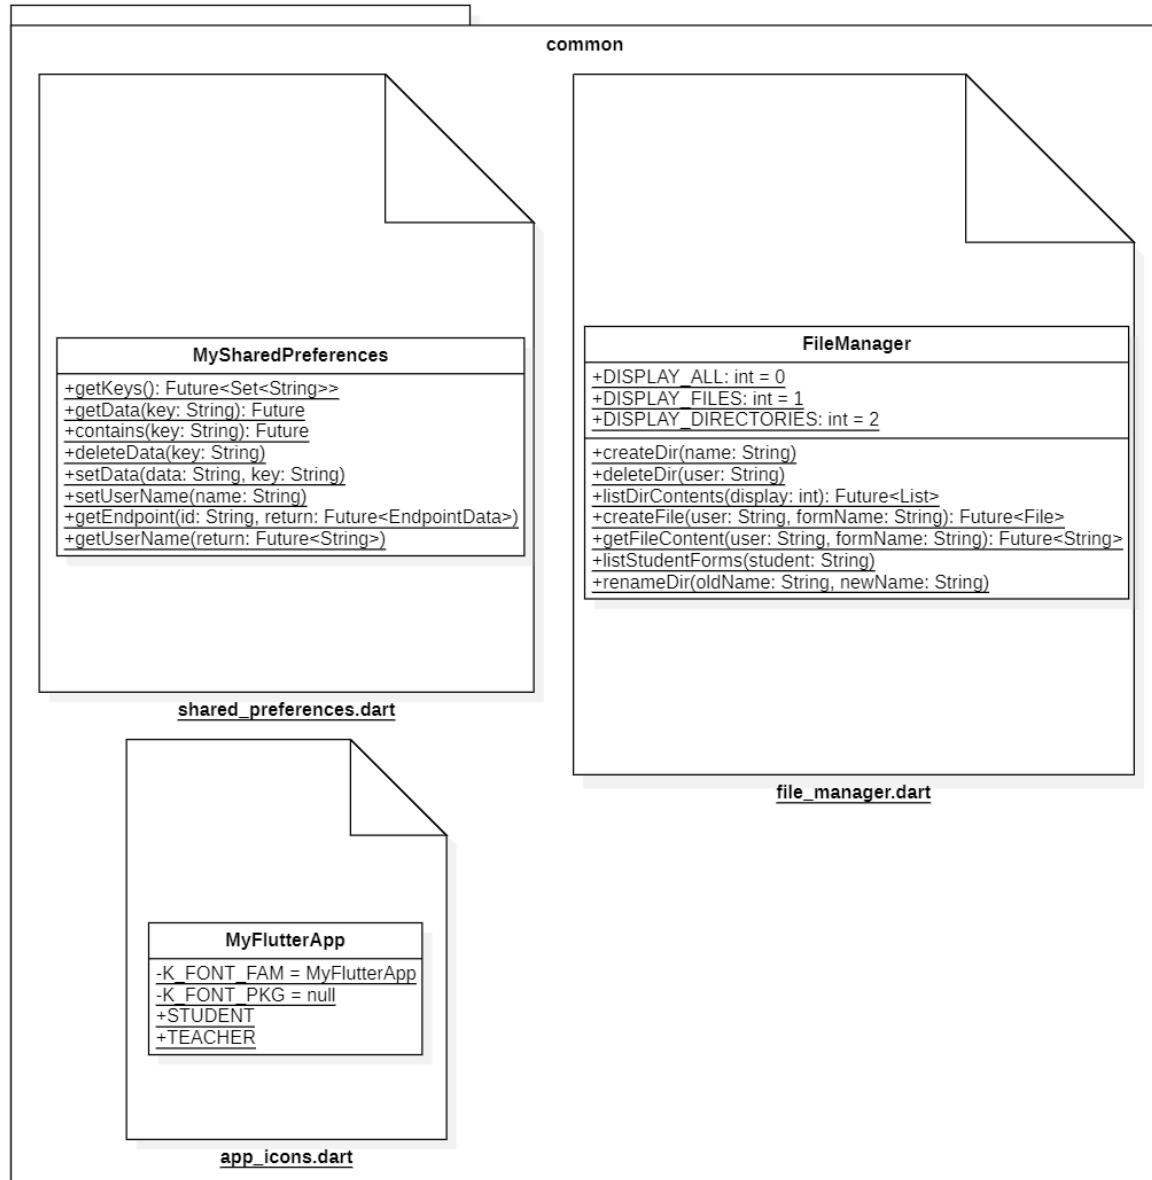 common
MySharedPreferences
+getKeys(): Future<Set<String>>
+getData(key: String): Future
+contains(key: String): Future
+deleteData(key: String)
+setData(data: String, key: String)
+setUserName(name: String)
+getEndpoint(id: String, return: Future<EndpointData>)
+getUserName(return: Future<String>)
shared_preferences.dart
FileManager
+DISPLAY_ALL: int = 0
+DISPLAY_FILES: int = 1
+DISPLAY_DIRECTORIES: int = 2
+createDir(name: String)
+deleteDir(user: String)
+listDirContents(display: int): Future<List>
+createFile(user: String, formName: String): Future<File>
+getFileContent(user: String, formName: String): Future<String>
+listStudentForms(student: String)
+renameDir(oldName: String, newName: String)
file_manager.dart
MyFlutterApp
-K_FONT_FAM = MyFlutterApp
-K_FONT_PKG = null
+STUDENT
+TEACHER
app_icons.dart